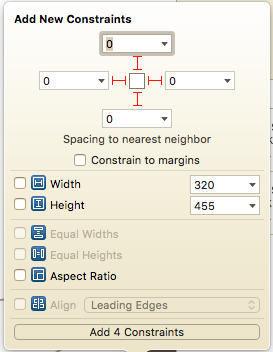 Add New Constraints
0
0 0
0
Spacing to nearest neighbor
Constrain to margins
Width 320
Height 455
Equal Widths
Equal Heights
Aspect Ratio
Align Leading Edges
Add 4 Constraints